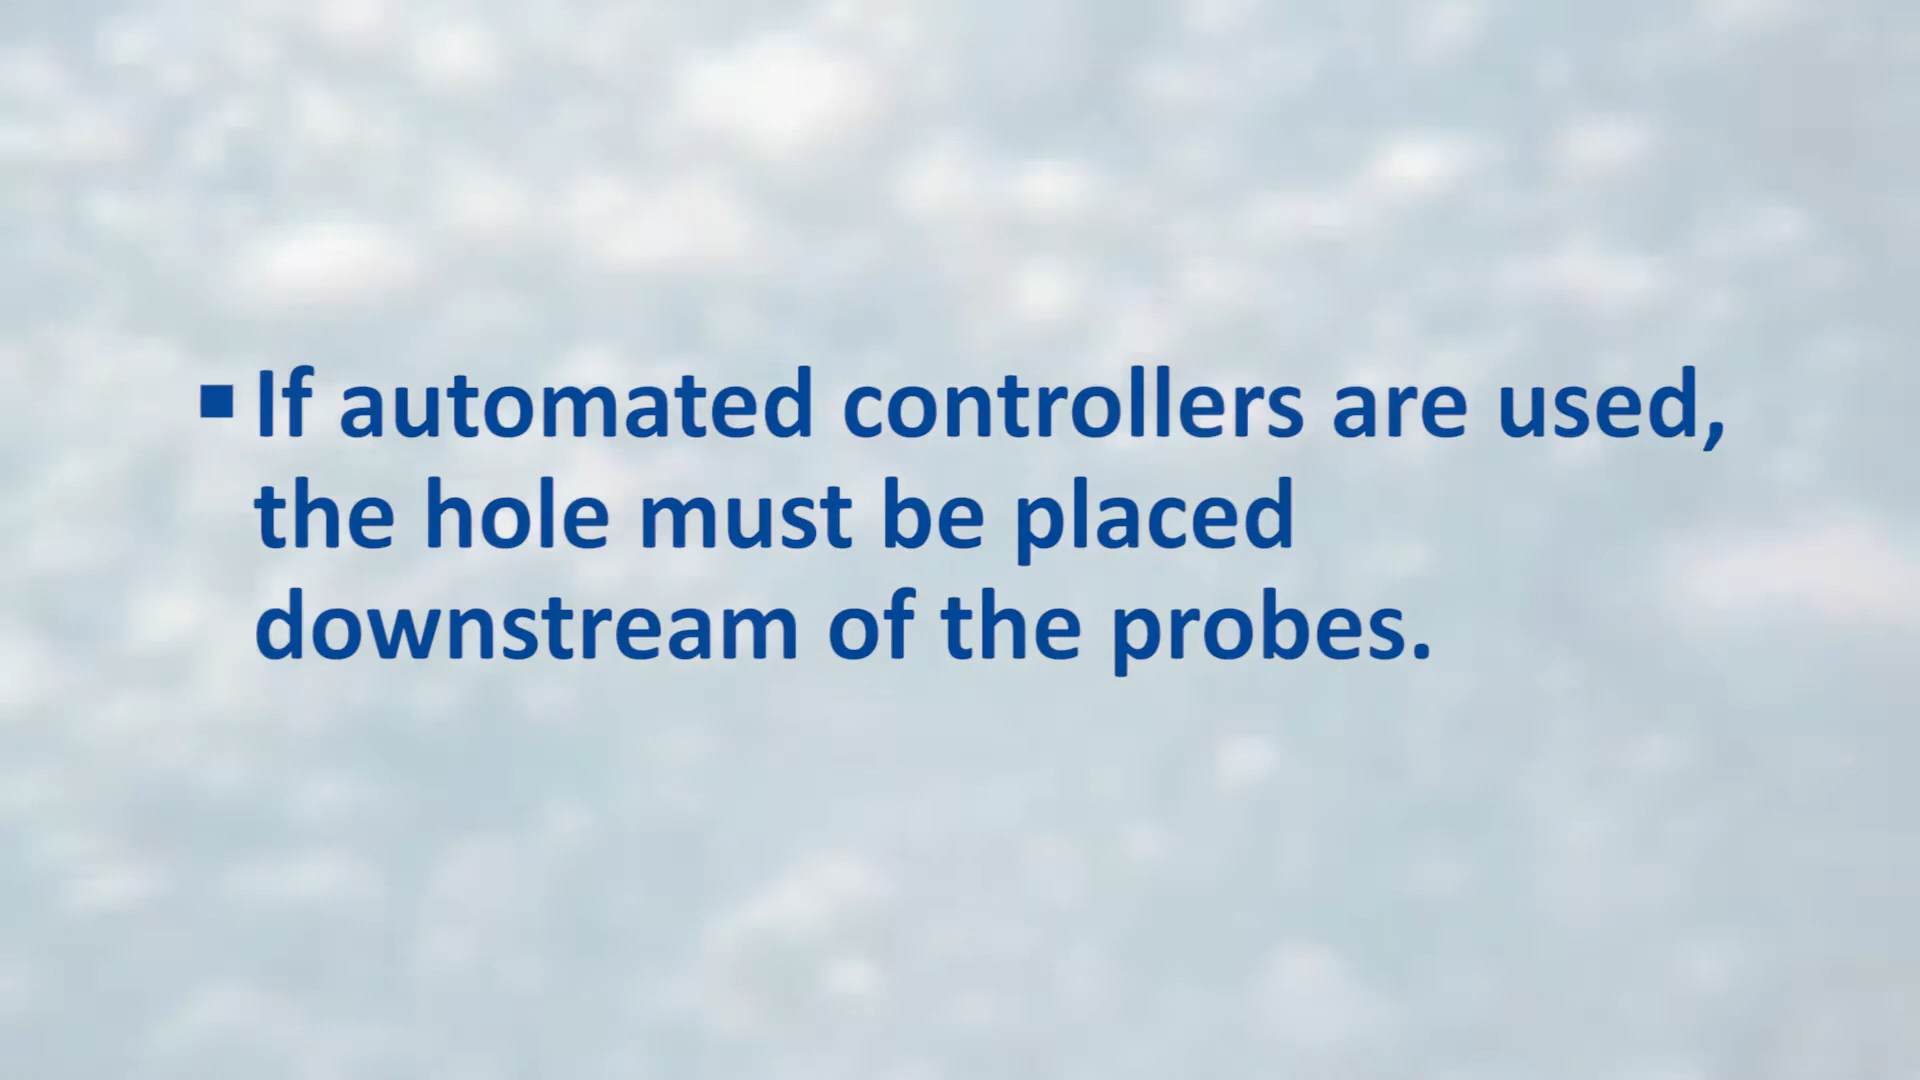 ▪ If automated controllers are used,
the hole must be placed
downstream of the probes.